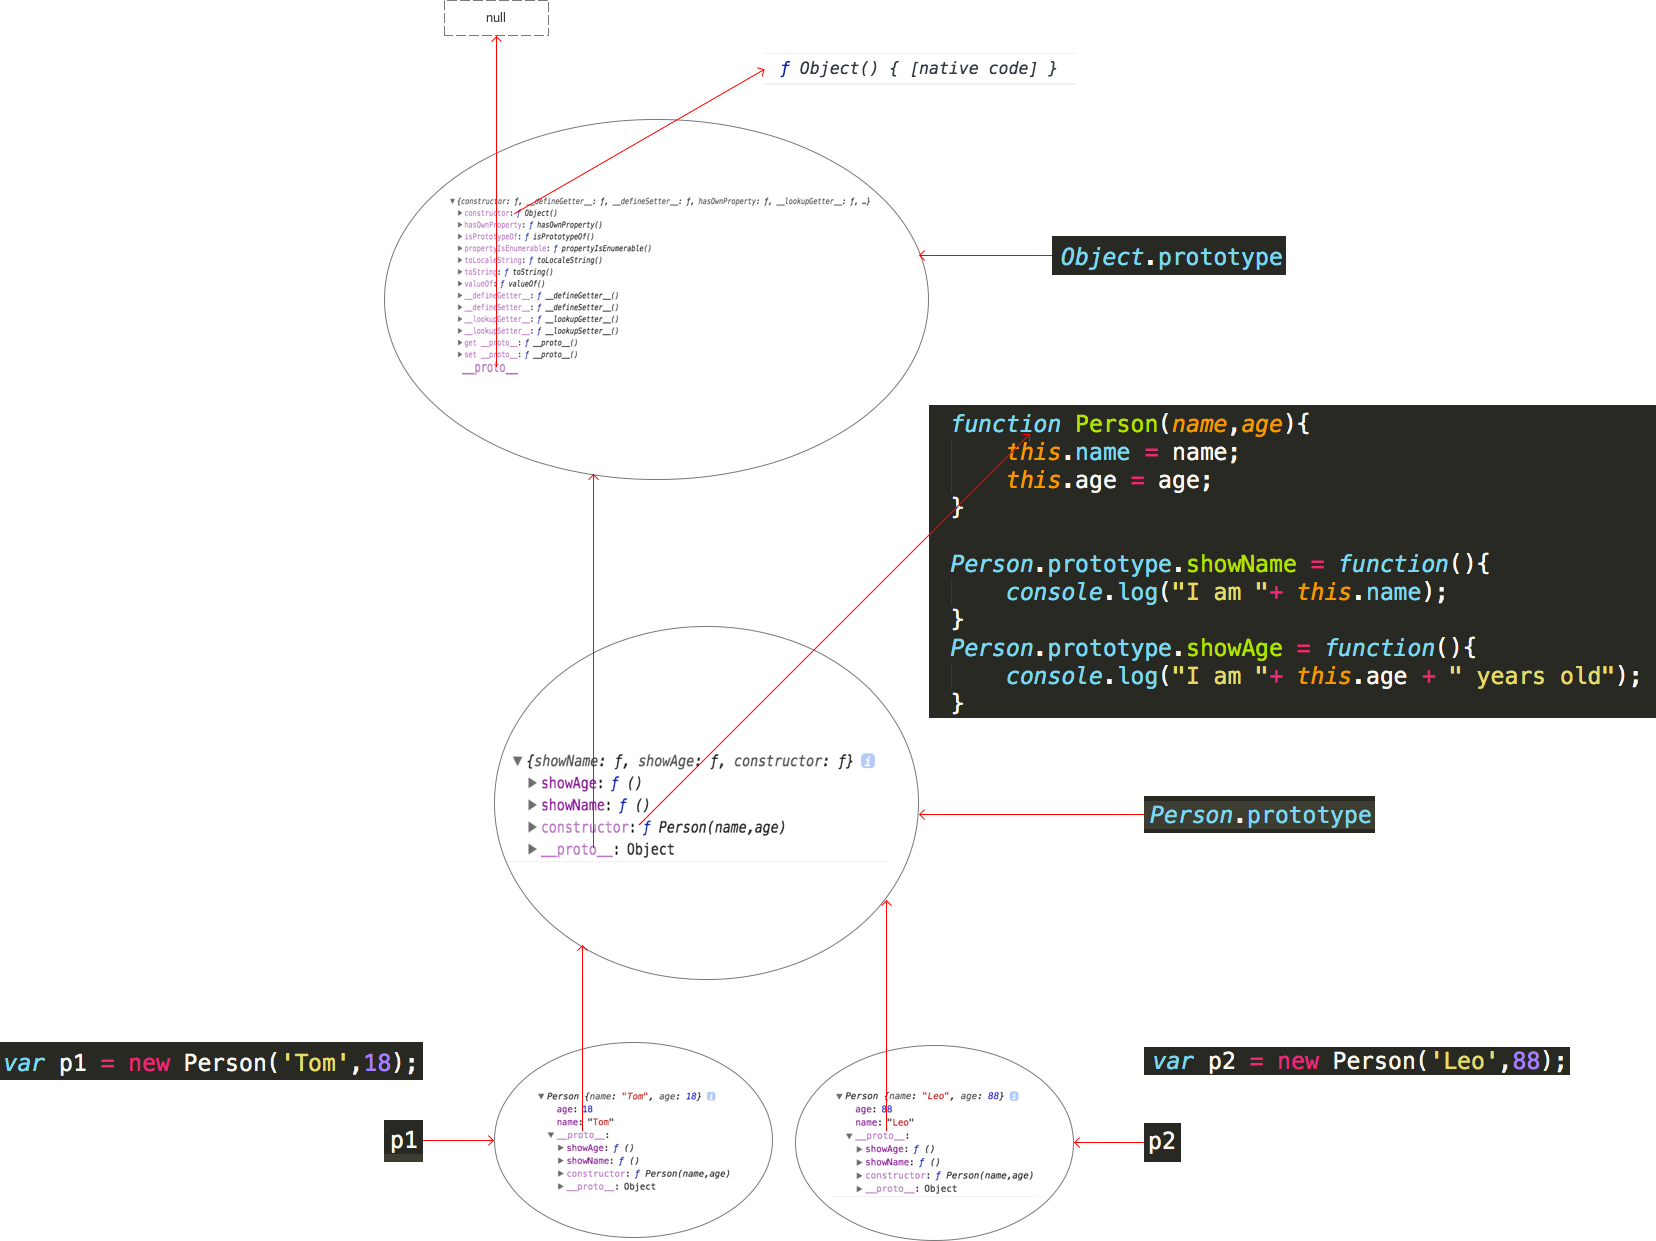 null
ƒ Object() { [native code] }
▼{constructor: ƒ, __defineGetter__: ƒ, __defineSetter__: ƒ, hasOwnProperty: ƒ, __lookupGetter__: ƒ, …}
▶constructor: ƒ Object()
▶hasOwnProperty: ƒ hasOwnProperty()
▶isPrototypeOf: ƒ isPrototypeOf()
▶propertyIsEnumerable: ƒ propertyIsEnumerable()
▶toLocaleString: ƒ toLocaleString()
▶toString: ƒ toString()
▶valueOf: ƒ valueOf()
▶__defineGetter__: ƒ __defineGetter__()
▶__defineSetter__: ƒ __defineSetter__()
▶__lookupGetter__: ƒ __lookupGetter__()
▶__lookupSetter__: ƒ __lookupSetter__()
▶get __proto__: ƒ __proto__()
▶set __proto__: ƒ __proto__()
__proto__
Object.prototype
function Person(name,age){
this.name = name;
this.age = age;
}
Person.prototype.showName = function(){
console.log("I am "+ this.name);
}
Person.prototype.showAge = function(){
console.log("I am "+ this.age + " years old");
}
▼{showName: ƒ, showAge: ƒ, constructor: ƒ} i
▶showAge: ƒ ()
▶showName: ƒ ()
▶constructor: ƒ Person(name,age)
▶__proto__: Object
Person.prototype
var p1 = new Person('Tom',18);
p1
▼Person {name: "Tom", age: 18} i
age: 18
name: "Tom"
▼__proto__:
▶showAge: ƒ ()
▶showName: ƒ ()
▶constructor: ƒ Person(name,age)
▶__proto__: Object
▼Person {name: "Leo", age: 88} i
age: 88
name: "Leo"
▼__proto__:
▶showAge: ƒ ()
▶showName: ƒ ()
▶constructor: ƒ Person(name,age)
▶__proto__: Object
var p2 = new Person('Leo',88);
p2